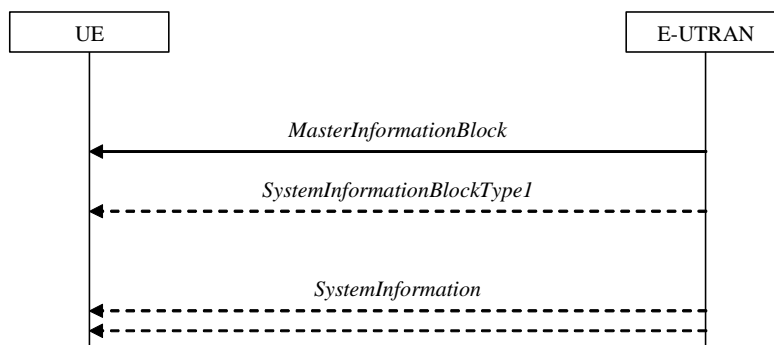 UE
E-UTRAN
MasterInformationBlock
SystemInformationBlockType1
SystemInformation